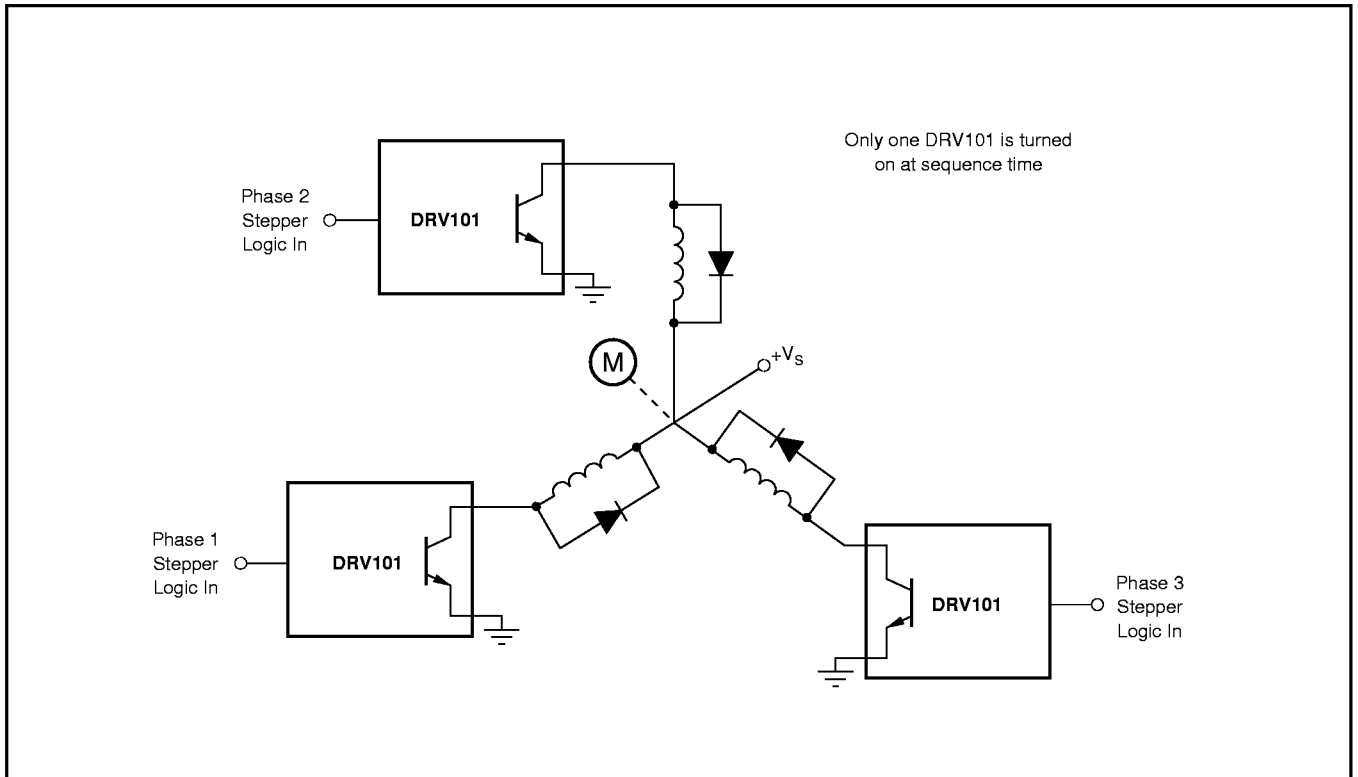 Only one DRV101 is turned
on at sequence time
Phase 2
Stepper
Logic In
DRV101
M
+VS
Phase 1
Stepper
Logic In
DRV101
DRV101
Phase 3
Stepper
Logic In